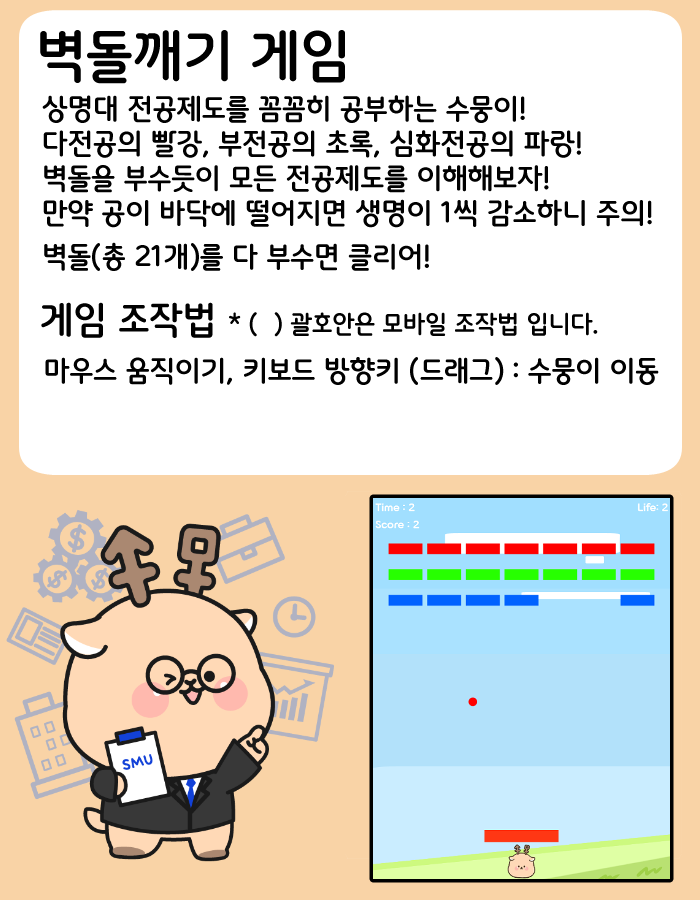 벽돌깨기 게임
상명대 전공제도를 꼼꼼히 공부하는 수뭉이!
다전공의 빨강, 부전공의 초록, 심화전공의 파랑!
벽돌을 부수듯이 모든 전공제도를 이해해보자!
만약 공이 바닥에 떨어지면 생명이 1씩 감소하니 주의!
벽돌(총 21개)를 다 부수면 클리어!
게임 조작법 * ( ) 괄호안은 모바일 조작법 입니다.
마우스 움직이기, 키보드 방향키 (드래그) : 수뭉이 이동
Time : 2
Life: 2
Score : 2
SMU